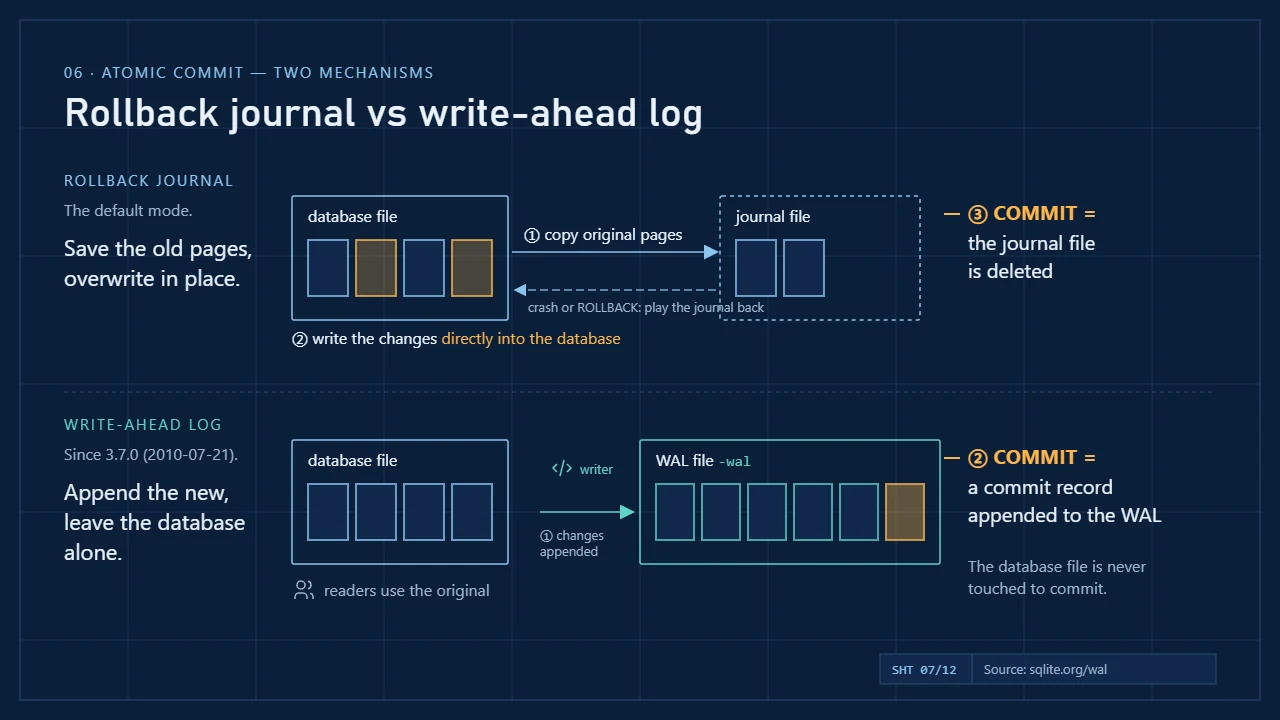 06 · ATOMIC COMMIT — TWO MECHANISMS
Rollback journal vs write-ahead log
ROLLBACK JOURNAL
The default mode.
Save the old pages,
overwrite in place.
database file
① copy original pages
journal file
crash or ROLLBACK: play the journal back
② write the changes directly into the database
③ COMMIT =
the journal file
is deleted
WRITE-AHEAD LOG
Since 3.7.0 (2010-07-21).
Append the new,
leave the database
alone.
database file
readers use the original
</> writer
① changes
appended
WAL file -wal
② COMMIT =
a commit record
appended to the WAL
The database file is never
touched to commit.
SHT 07/12
Source: sqlite.org/wal